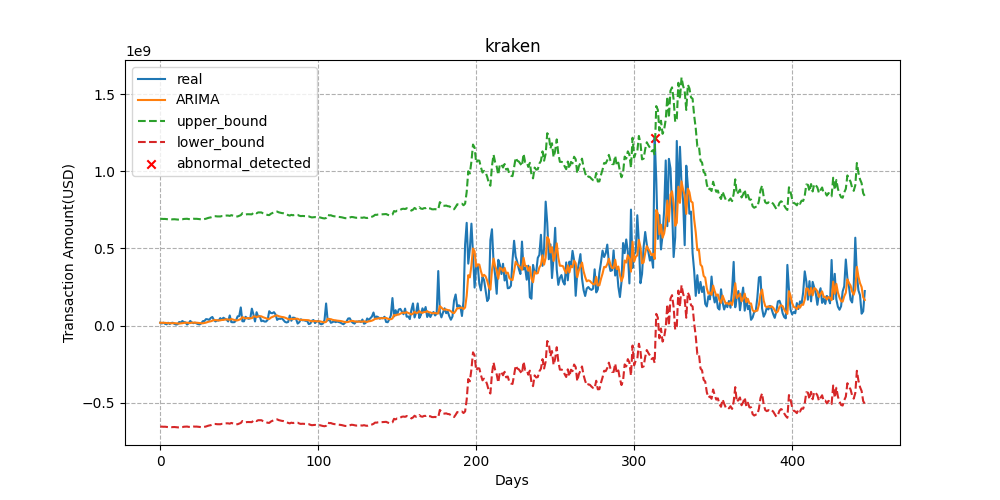 kraken
1e9
real
ARIMA
upper_bound
lower_bound
abnormal_detected
1.5
1.0
0.5
0.0
−0.5
Transaction Amount(USD)
0 100 200 300 400
Days